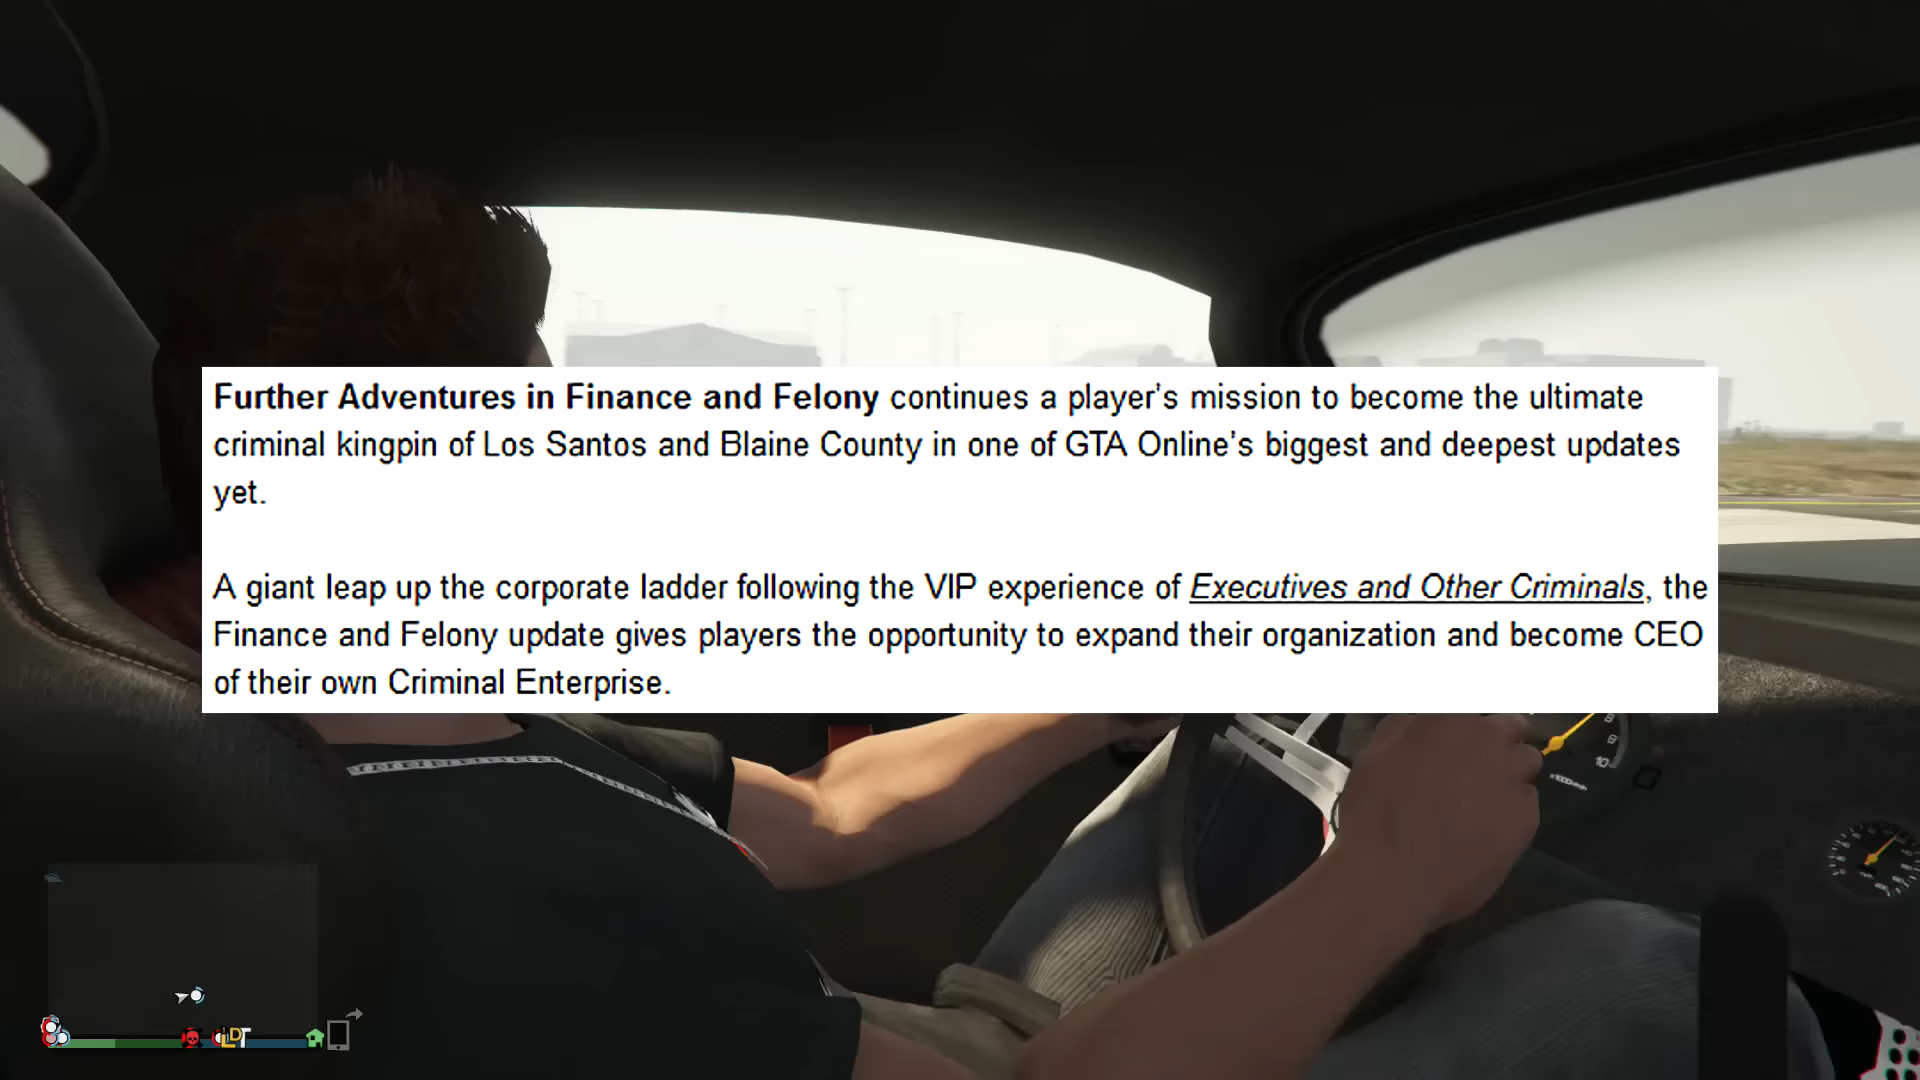 Further Adventures in Finance and Felony continues a player's mission to become the ultimate
criminal kingpin of Los Santos and Blaine County in one of GTA Online's biggest and deepest updates
yet.
A giant leap up the corporate ladder following the VIP experience of Executives and Other Criminals, the
Finance and Felony update gives players the opportunity to expand their organization and become CEO
of their own Criminal Enterprise.
8
9
10